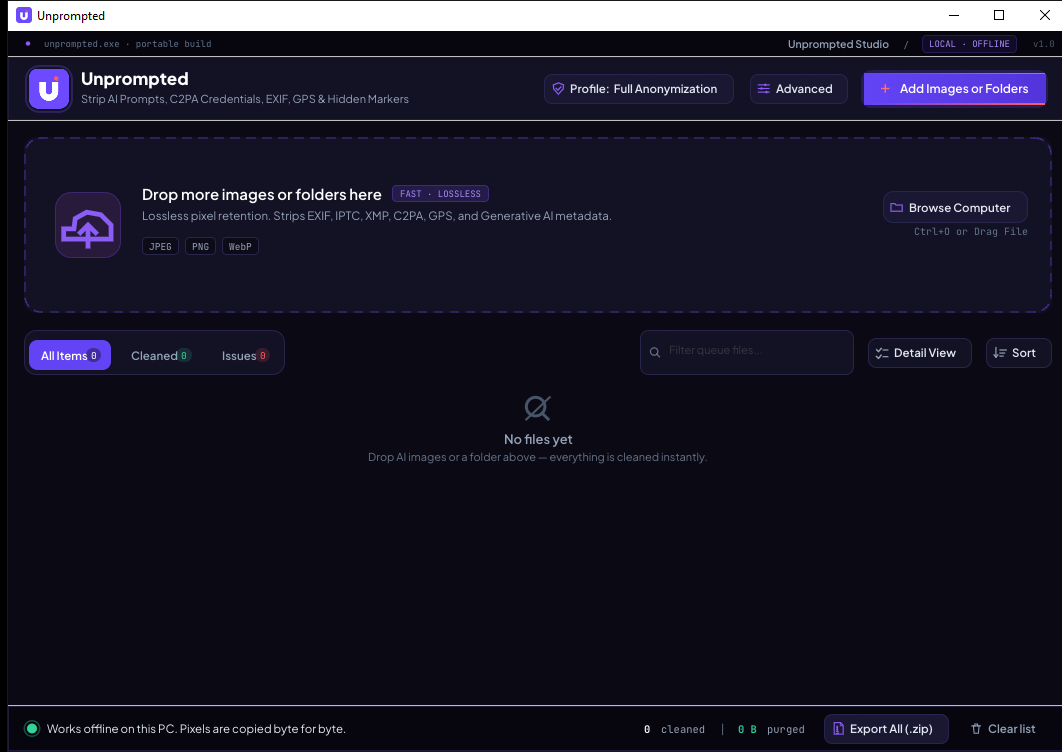 Unprompted
unprompted.exe · portable build
Unprompted Studio / LOCAL · OFFLINE v1.0
Unprompted
Strip AI Prompts, C2PA Credentials, EXIF, GPS & Hidden Markers
Profile: Full Anonymization
Advanced
+ Add Images or Folders
Drop more images or folders here
FAST · LOSSLESS
Lossless pixel retention. Strips EXIF, IPTC, XMP, C2PA, GPS, and Generative AI metadata.
JPEG PNG WebP
Browse Computer
Ctrl+O or Drag File
All Items 0 Cleaned 0 Issues 0
Filter queue files...
Detail View
Sort
No files yet
Drop AI images or a folder above — everything is cleaned instantly.
Works offline on this PC. Pixels are copied byte for byte.
0 cleaned | 0 B purged
Export All (.zip)
Clear list